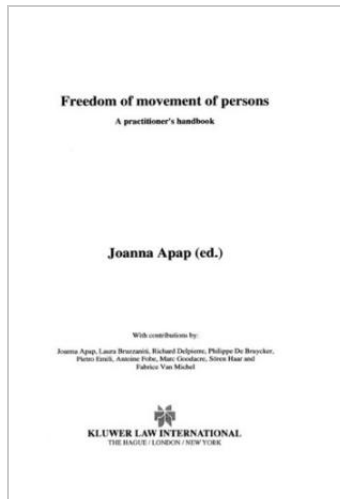 Freedom of movement of persons
A practitioner's handbook
Joanna Apap (ed.)
With contributions by:
Joanna Apap, Laura Bruzzaniti, Richard Delpierre, Philippe De Bruycker,
Pietro Emili, Antoine Fobe, Marc Goodacre, Sören Haar and
Fabrice Van Michel
KLUWER LAW INTERNATIONAL
THE HAGUE / LONDON / NEW YORK